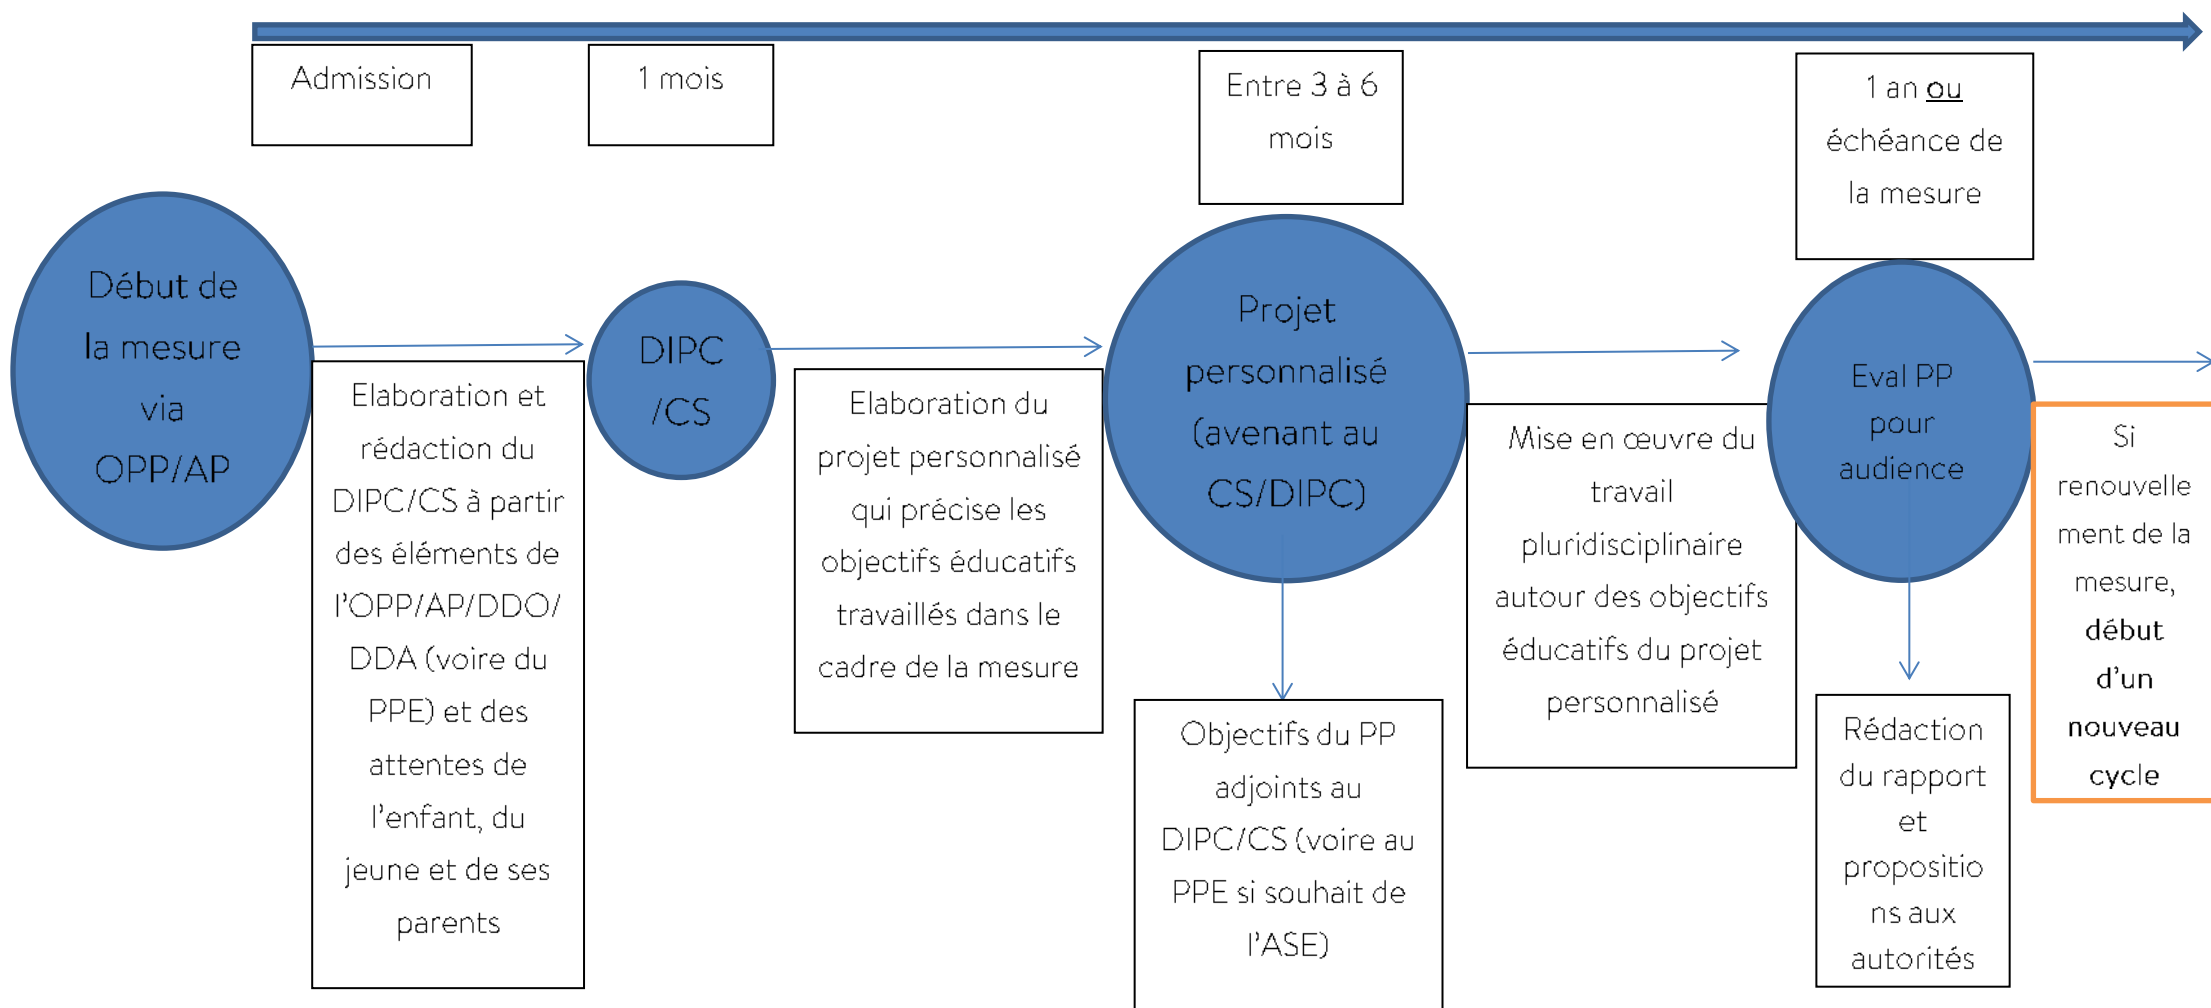 Admission
1 mois
Entre 3 à 6
mois
1 an ou
échéance de
la mesure
Début de
la mesure
via
OPP/AP
Elaboration et
rédaction du
DIPC/CS à partir
des éléments de
l'OPP/AP/DDO/
DDA (voire du
PPE) et des
attentes de
l'enfant, du
jeune et de ses
parents
DIPC
/CS
Elaboration du
projet personnalisé
qui précise les
objectifs éducatifs
travaillés dans le
cadre de la mesure
Projet
personnalisé
(avenant au
CS/DIPC)
Objectifs du PP
adjoints au
DIPC/CS (voire au
PPE si souhait de
l'ASE)
Mise en œuvre du
travail
pluridisciplinaire
autour des objectifs
éducatifs du projet
personnalisé
Eval PP
pour
audience
Rédaction
du rapport
et
propositio
ns aux
autorités
Si
renouvelle
ment de la
mesure,
début
d'un
nouveau
cycle